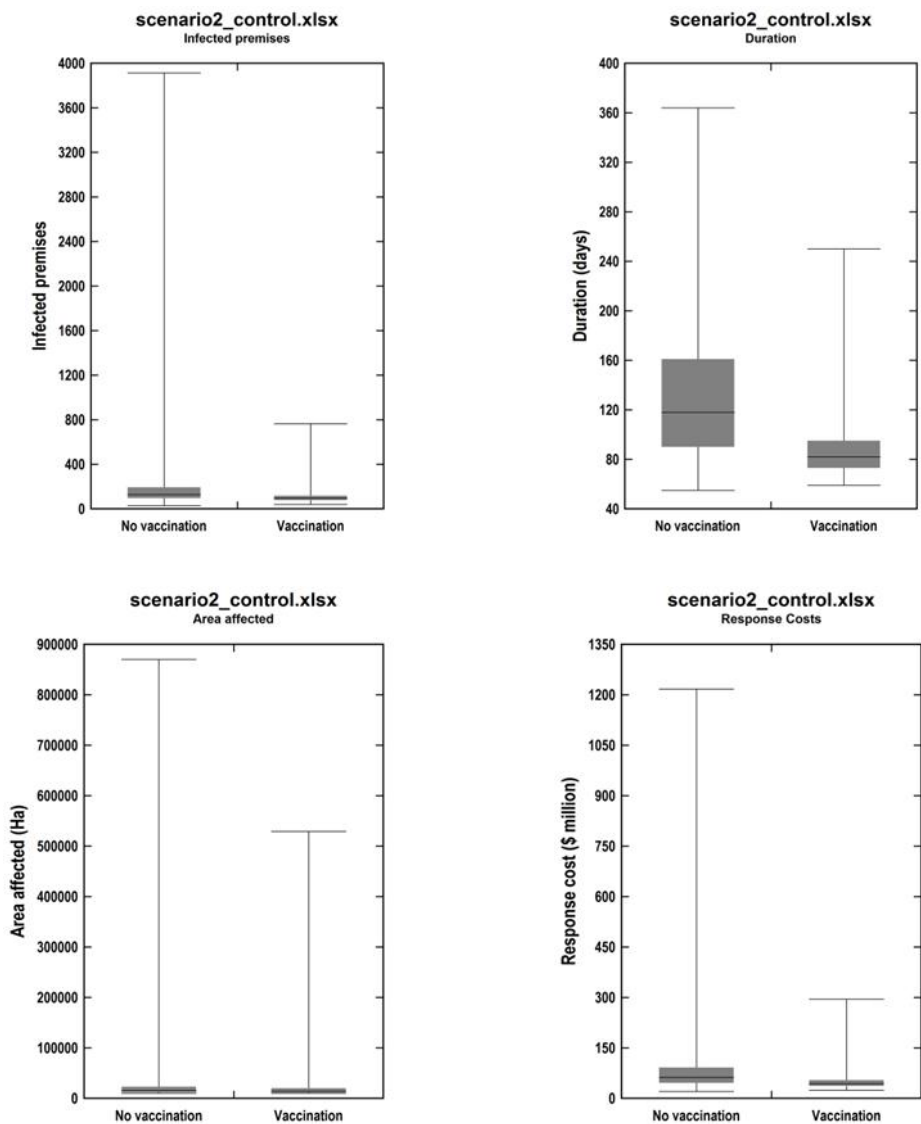 scenario2_control.xlsx
Infected premises
4000
3600
3200
2800
2400
2000
1600
1200
800
400
0
Infected premises
No vaccination
Vaccination
scenario2_control.xlsx
Duration
400
360
320
280
240
200
160
120
80
40
Duration (days)
No vaccination
Vaccination
scenario2_control.xlsx
Area affected
900000
800000
700000
600000
500000
400000
300000
200000
100000
0
Area affected (Ha)
No vaccination
Vaccination
scenario2_control.xlsx
Response Costs
1350
1200
1050
900
750
600
450
300
150
0
Response cost ($ million)
No vaccination
Vaccination